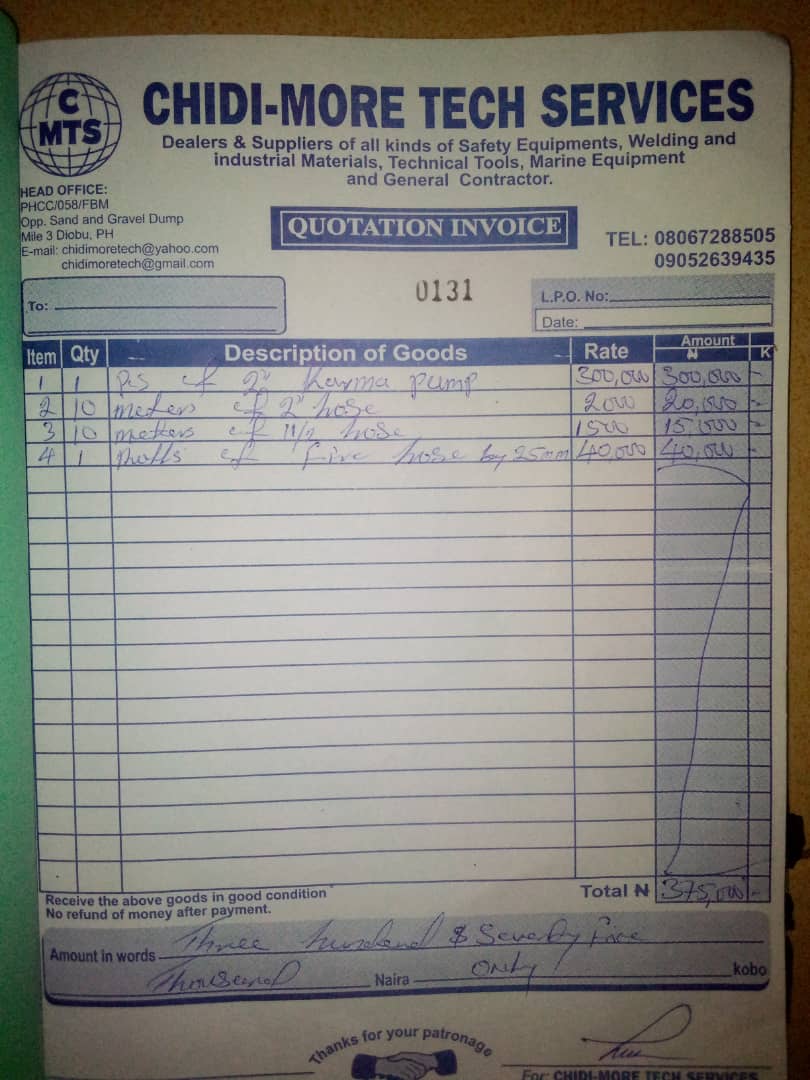 C
MTS
CHIDI-MORE TECH SERVICES
Dealers & Suppliers of all kinds of Safety Equipments, Welding and
industrial Materials, Technical Tools, Marine Equipment
and General Contractor.
HEAD OFFICE:
PHCC/058/FBM
Opp. Sand and Gravel Dump
Mile 3 Diobu, PH
E-mail: chidimoretech@yahoo.com
chidimoretech@gmail.com
QUOTATION INVOICE
TEL: 08067288505
09052639435
To:
0131
L.P.O. No:
Date:
Item Qty Description of Goods Rate Amount ₦ K
1 1 Pcs of 2" Karma pump 300,000 300,000 -
2 10 meters of 2" hose 2000 20,000 -
3 10 meters of 1 1/2 hose 1500 15,000 -
4 1 of fire hose by 25mm 40,000 40,000 -
Receive the above goods in good condition
No refund of money after payment.
Total ₦ 375,000 -
Amount in words Three hundred & Seventy five
Thousand Naira Only kobo
Thanks for your patronage
For: CHIDI-MORE TECH SERVICES